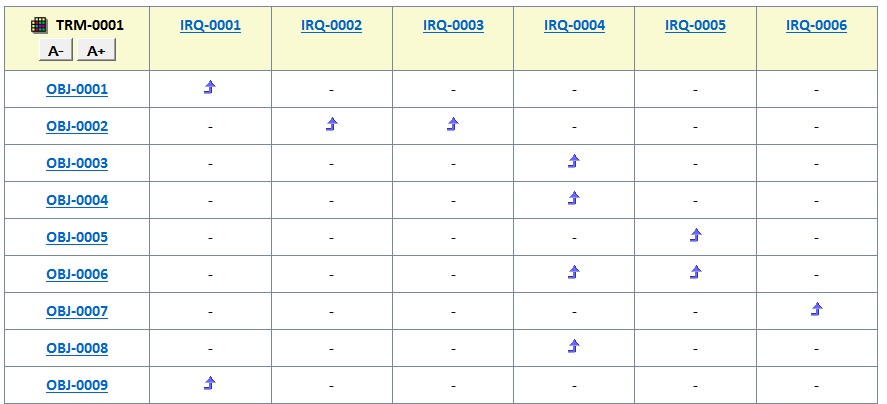 TRM-0001 IRQ-0001 IRQ-0002 IRQ-0003 IRQ-0004 IRQ-0005 IRQ-0006
A- A+
OBJ-0001 - - - - -
OBJ-0002 - - - -
OBJ-0003 - - - - -
OBJ-0004 - - - - -
OBJ-0005 - - - - -
OBJ-0006 - - - -
OBJ-0007 - - - - -
OBJ-0008 - - - - -
OBJ-0009 - - - - -